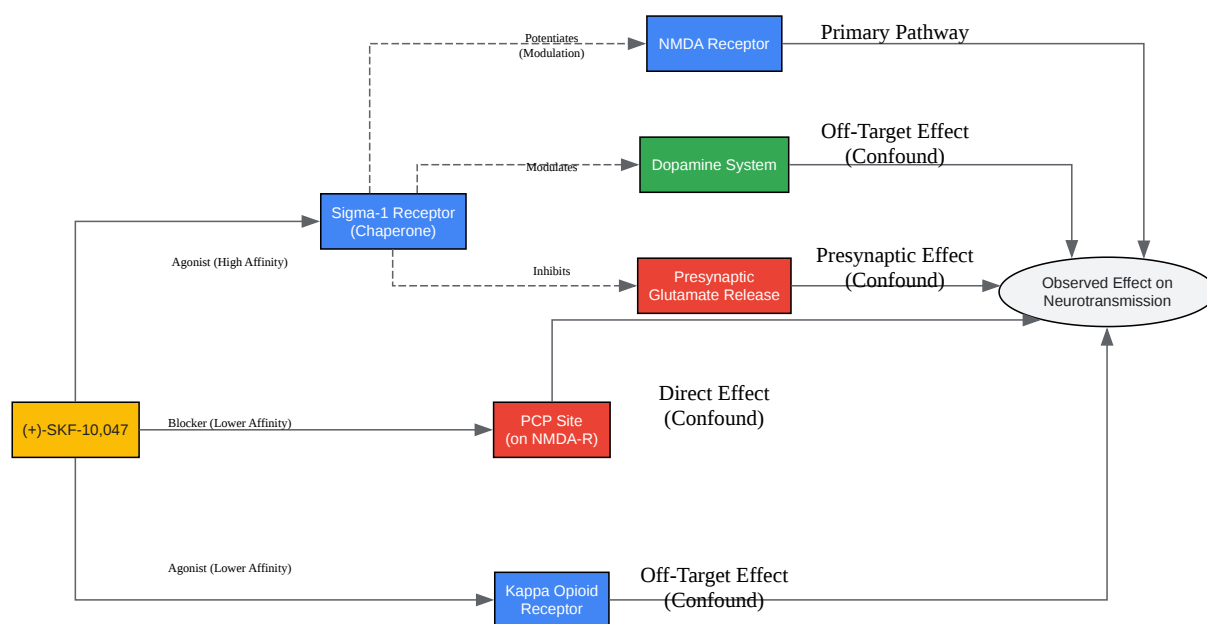 Potentiates
(Modulation)
NMDA Receptor
Primary Pathway
Modulates
Dopamine System
Off-Target Effect
(Confound)
Sigma-1 Receptor
(Chaperone)
Agonist (High Affinity)
Inhibits
Presynaptic
Glutamate Release
Presynaptic Effect
(Confound)
Observed Effect on
Neurotransmission
(+)-SKF-10,047
Blocker (Lower Affinity)
PCP Site
(on NMDA-R)
Direct Effect
(Confound)
Agonist (Lower Affinity)
Kappa Opioid
Receptor
Off-Target Effect
(Confound)